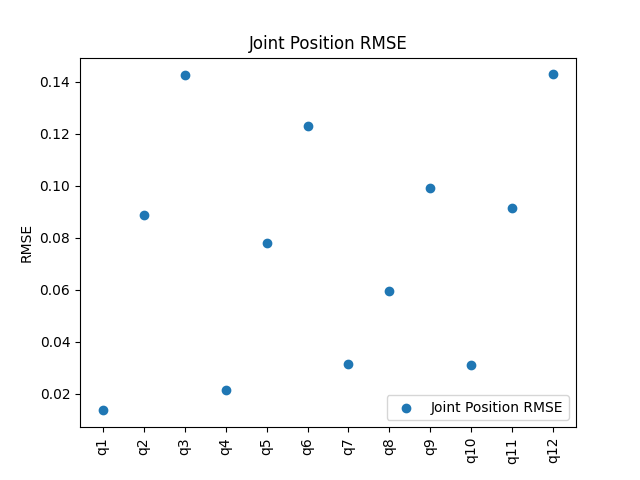 Joint Position RMSE
RMSE
0.14
0.12
0.10
0.08
0.06
0.04
0.02
Joint Position RMSE
q1
q2
q3
q4
q5
q6
q7
q8
q9
q10
q11
q12